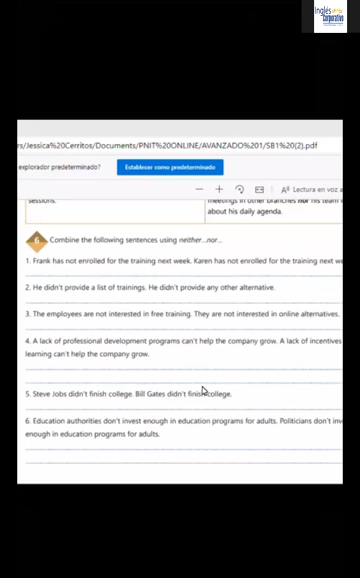 Inglés
corporativo
rs/Jessica%20Cerritos/Documents/PNIT%20ONLINE/AVANZADO%201/SB1%20(2).pdf
explorador predeterminado?
Establecer como predeterminado
Lectura en voz a
sessions.
meetings in other branches nor his team
about his daily agenda.
6 Combine the following sentences using neither...nor...
1. Frank has not enrolled for the training next week. Karen has not enrolled for the training next we
2. He didn't provide a list of trainings. He didn't provide any other alternative.
3. The employees are not interested in free training. They are not interested in online alternatives.
4. A lack of professional development programs can't help the company grow. A lack of incentives
learning can't help the company grow.
5. Steve Jobs didn't finish college. Bill Gates didn't finish college.
6. Education authorities don't invest enough in education programs for adults. Politicians don't inv
enough in education programs for adults.